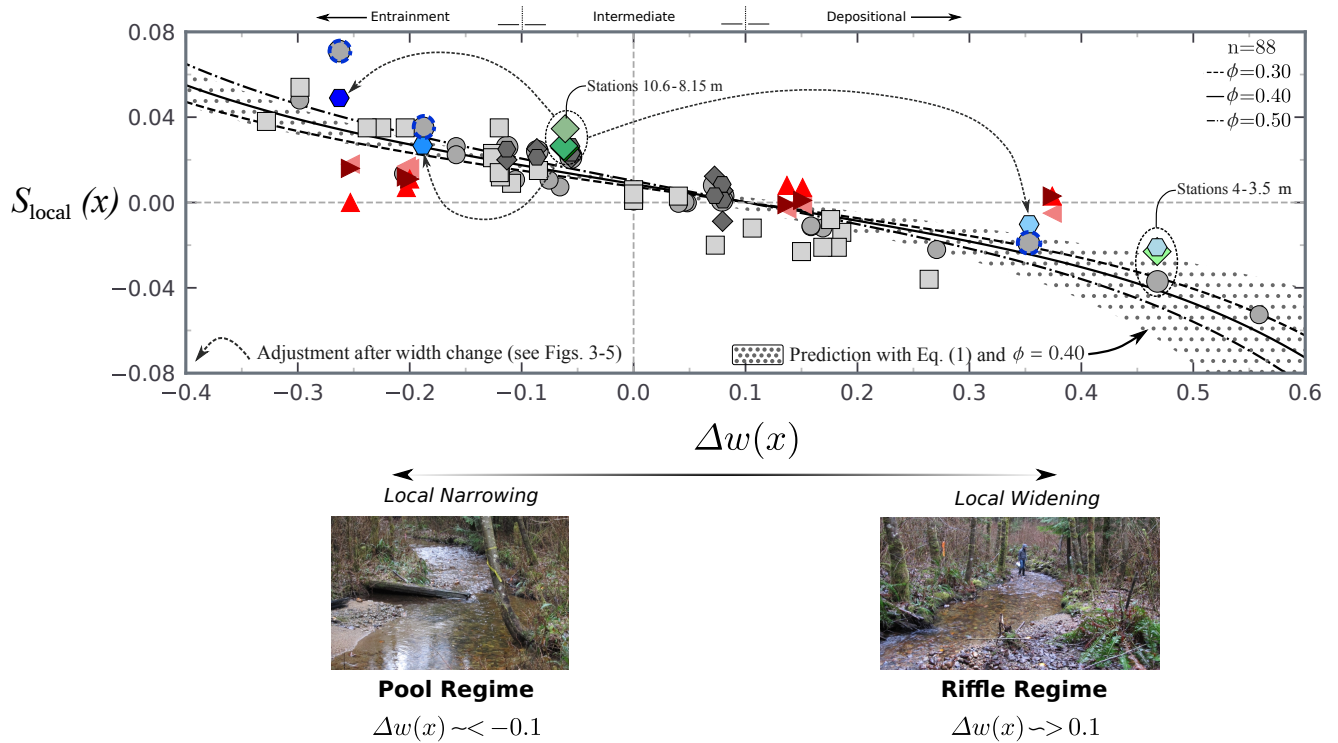 Entrainment Intermediate Depositional
0.08
n=88
Stations 10.6-8.15 m
ϕ=0.30
0.04
ϕ=0.40
ϕ=0.50
Stations 4-3.5 m
S_local (x)
0.00
−0.04
Adjustment after width change (see Figs. 3-5)
Prediction with Eq. (1) and ϕ = 0.40
−0.08
−0.4 −0.3 −0.2 −0.1 0.0 0.1 0.2 0.3 0.4 0.5 0.6
Δw(x)
Local Narrowing Local Widening
Pool Regime Riffle Regime
Δw(x) ~< −0.1 Δw(x) ~> 0.1